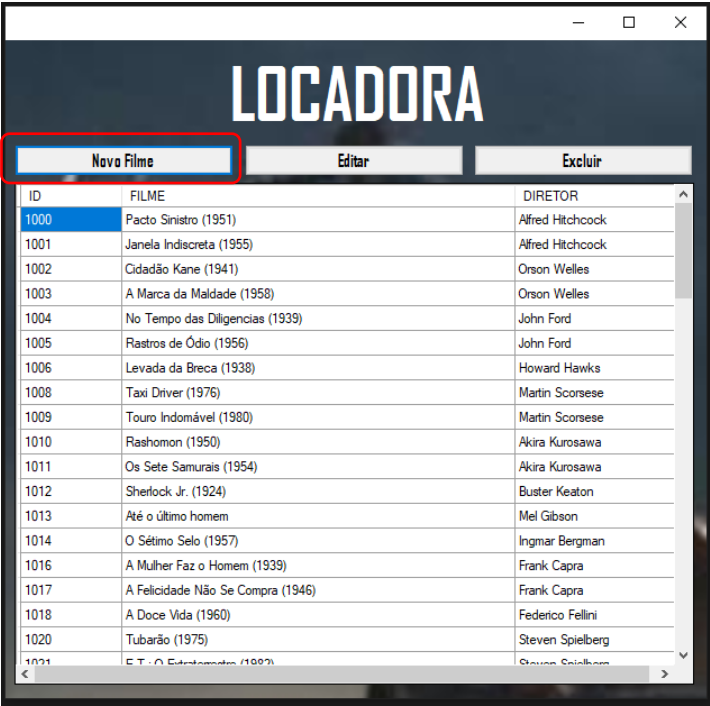 LOCADORA
Novo Filme Editar Excluir
ID FILME DIRETOR
1000 Pacto Sinistro (1951) Alfred Hitchcock
1001 Janela Indiscreta (1955) Alfred Hitchcock
1002 Cidadão Kane (1941) Orson Welles
1003 A Marca da Maldade (1958) Orson Welles
1004 No Tempo das Diligencias (1939) John Ford
1005 Rastros de Ódio (1956) John Ford
1006 Levada da Breca (1938) Howard Hawks
1008 Taxi Driver (1976) Martin Scorsese
1009 Touro Indomável (1980) Martin Scorsese
1010 Rashomon (1950) Akira Kurosawa
1011 Os Sete Samurais (1954) Akira Kurosawa
1012 Sherlock Jr. (1924) Buster Keaton
1013 Até o último homem Mel Gibson
1014 O Sétimo Selo (1957) Ingmar Bergman
1016 A Mulher Faz o Homem (1939) Frank Capra
1017 A Felicidade Não Se Compra (1946) Frank Capra
1018 A Doce Vida (1960) Federico Fellini
1020 Tubarão (1975) Steven Spielberg
1021 E.T.: O Extraterrestre (1982) Steven Spielberg